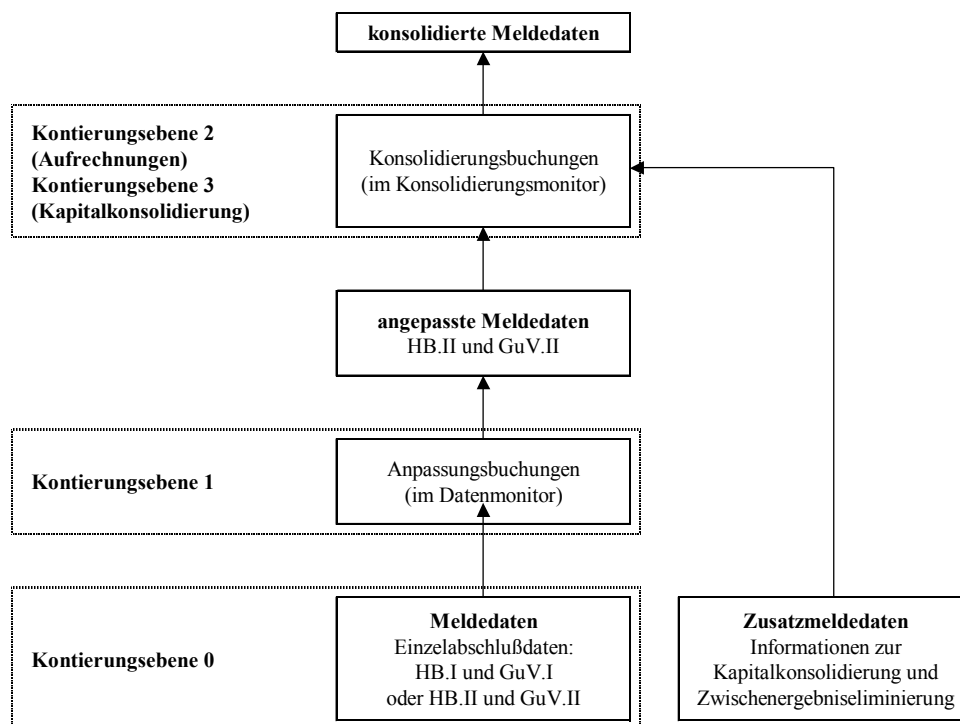 konsolidierte Meldedaten
Kontierungsebene 2
(Aufrechnungen)
Kontierungsebene 3
(Kapitalkonsolidierung)
Konsolidierungsbuchungen
(im Konsolidierungsmonitor)
angepasste Meldedaten
HB.II und GuV.II
Kontierungsebene 1
Anpassungsbuchungen
(im Datenmonitor)
Kontierungsebene 0
Meldedaten
Einzelabschlußdaten:
HB.I und GuV.I
oder HB.II und GuV.II
Zusatzmeldedaten
Informationen zur
Kapitalkonsolidierung und
Zwischenergebniseliminierung